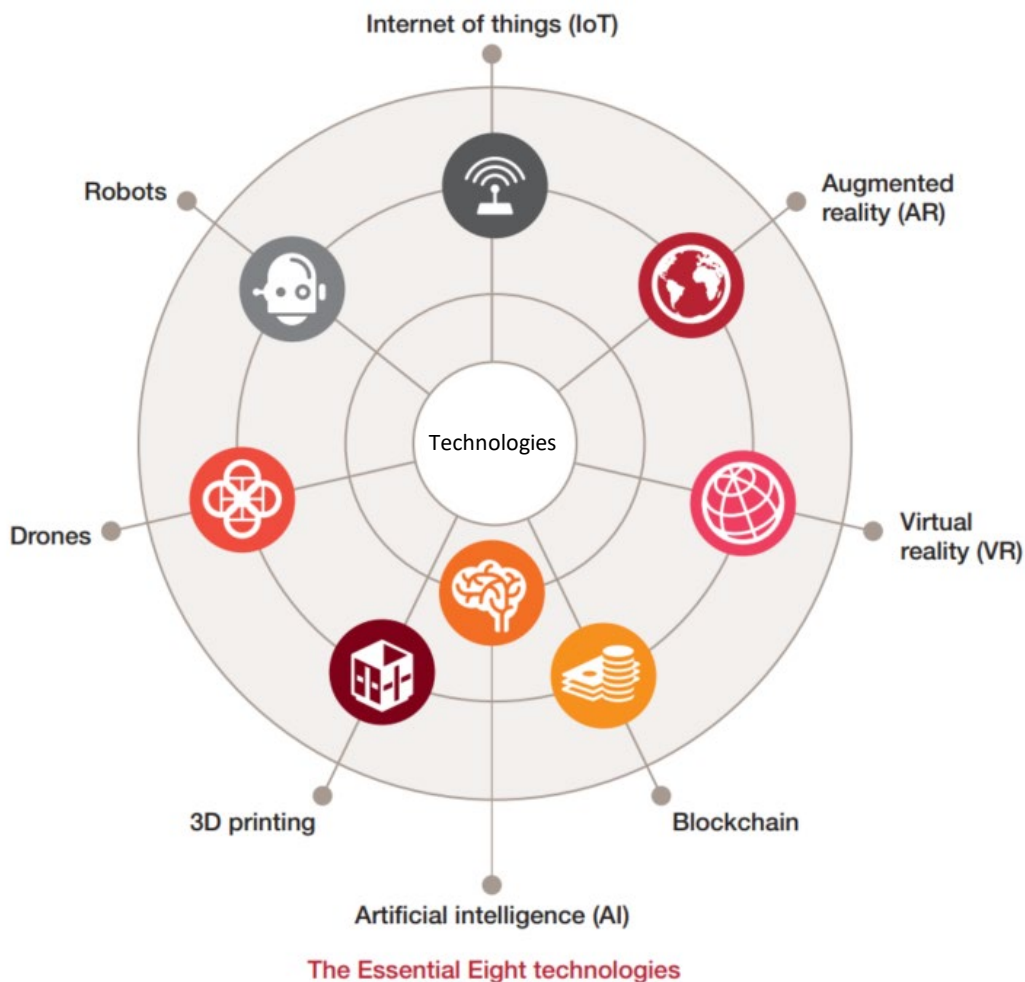 Internet of things (IoT)
Robots
Augmented
reality (AR)
Technologies
Drones
Virtual
reality (VR)
3D printing
Blockchain
Artificial intelligence (AI)
The Essential Eight technologies